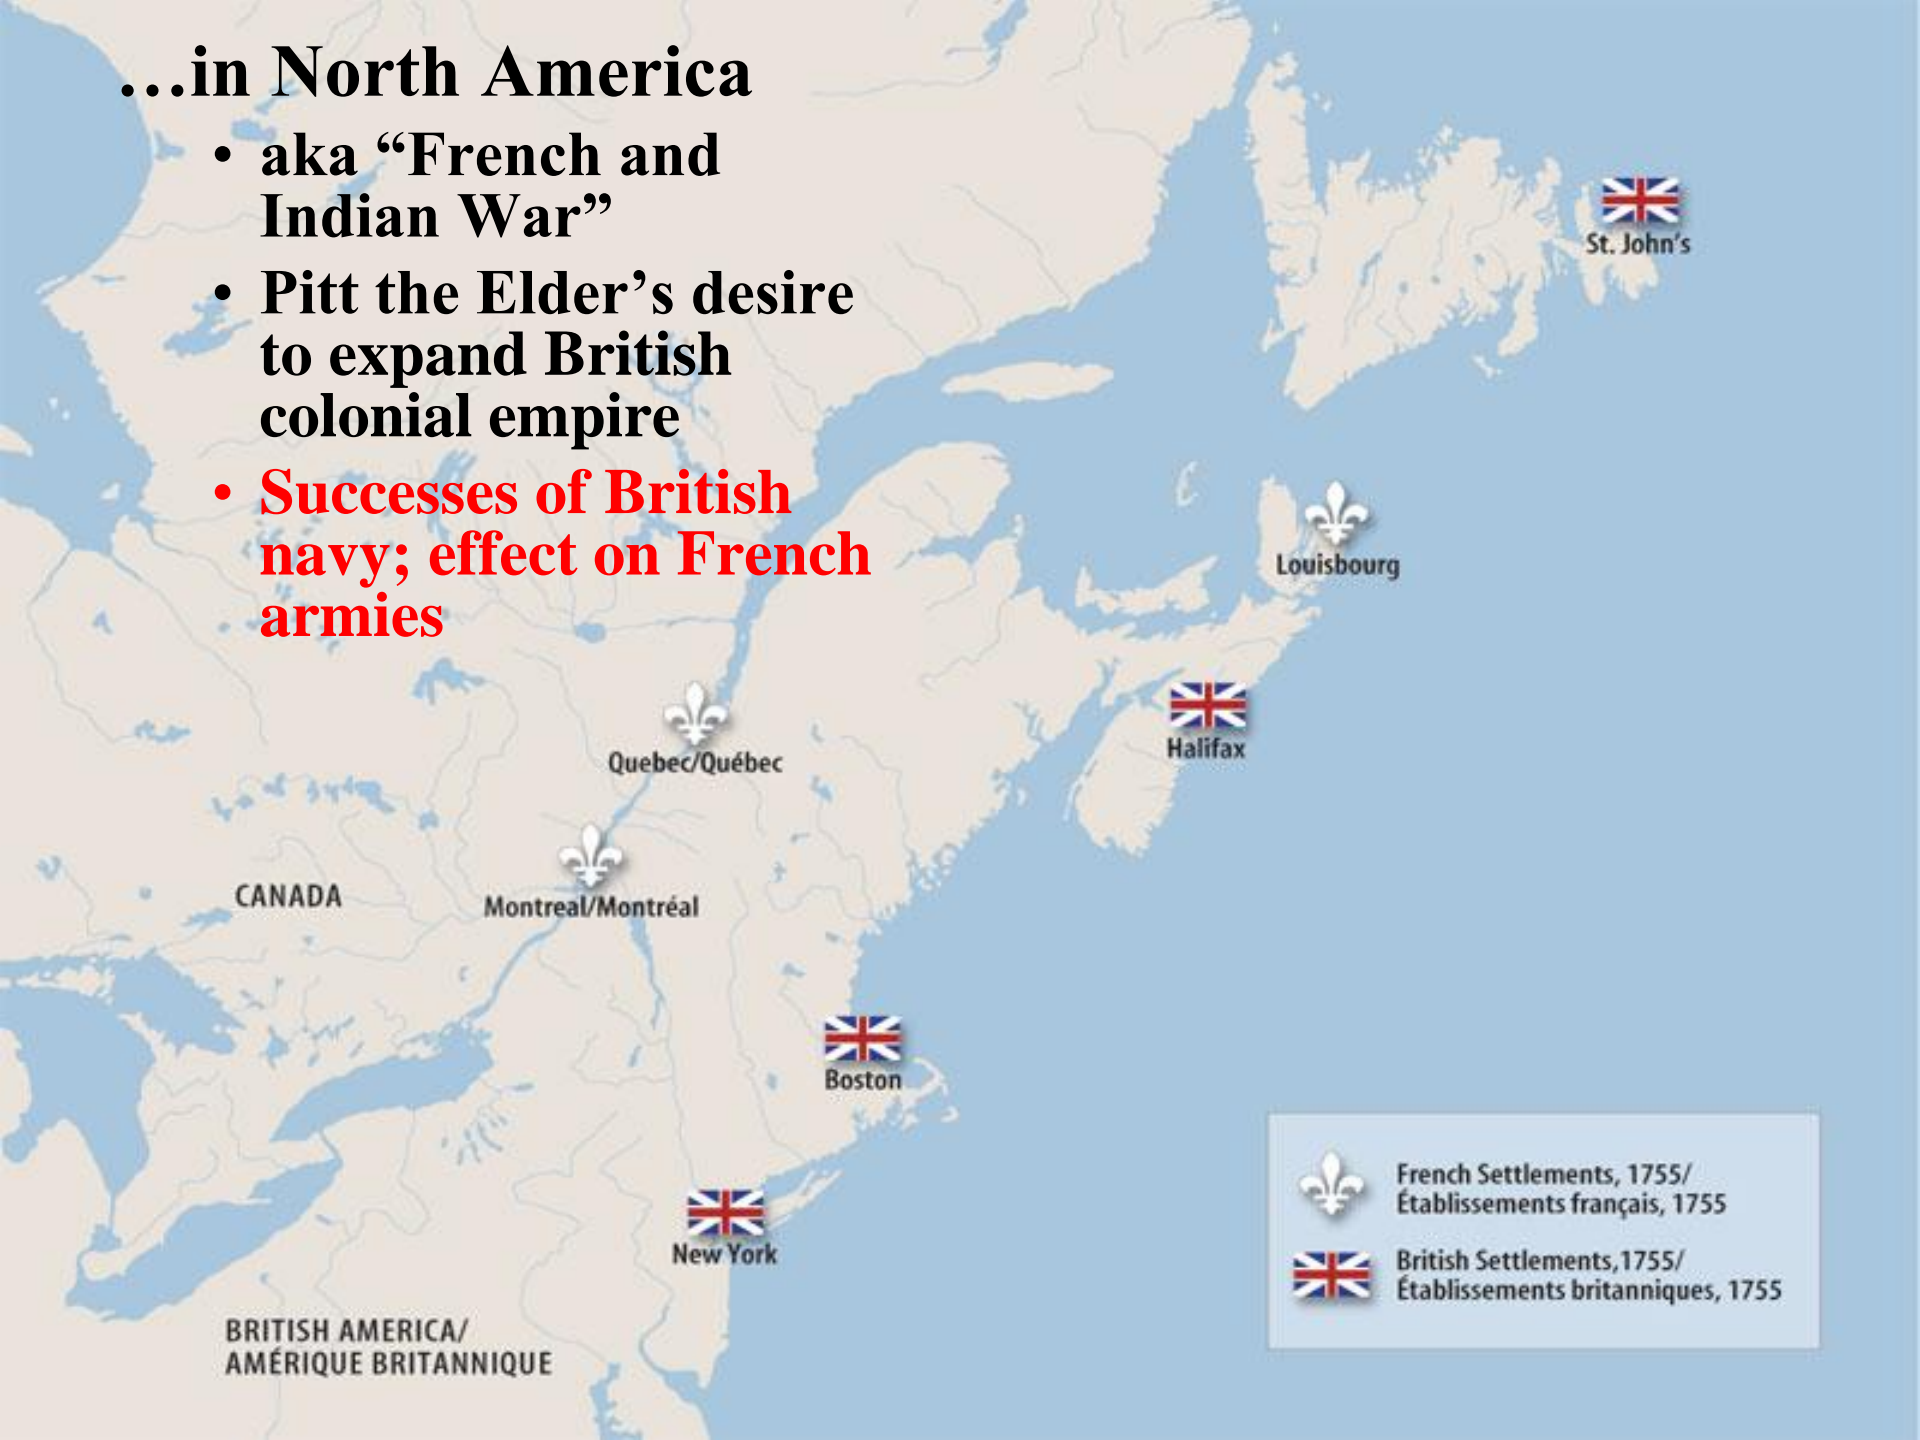 …in North America
• aka “French and
Indian War”
• Pitt the Elder’s desire
to expand British
colonial empire
• Successes of British
navy; effect on French
armies
St. John's
Louisbourg
Halifax
Quebec/Québec
Montreal/Montréal
CANADA
Boston
New York
BRITISH AMERICA/
AMÉRIQUE BRITANNIQUE
French Settlements, 1755/
Établissements français, 1755
British Settlements,1755/
Établissements britanniques, 1755